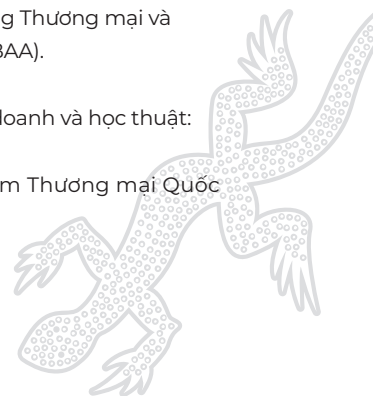 g Thương mại và
BAA).
doanh và học thuật:
m Thương mại Quốc